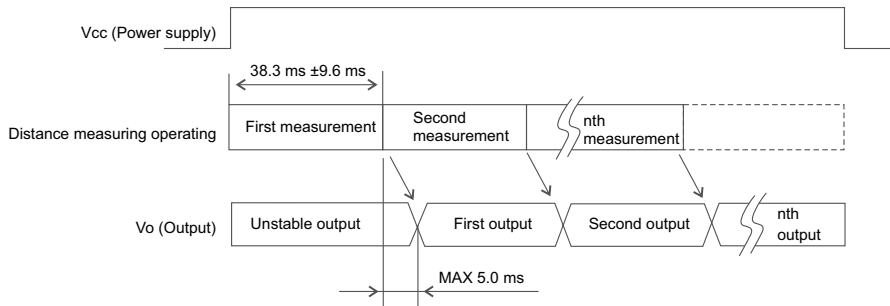 Vcc (Power supply)
38.3 ms ±9.6 ms
Distance measuring operating
First measurement
Second
measurement
nth
measurement
Vo (Output)
Unstable output
First output
Second output
nth
output
MAX 5.0 ms